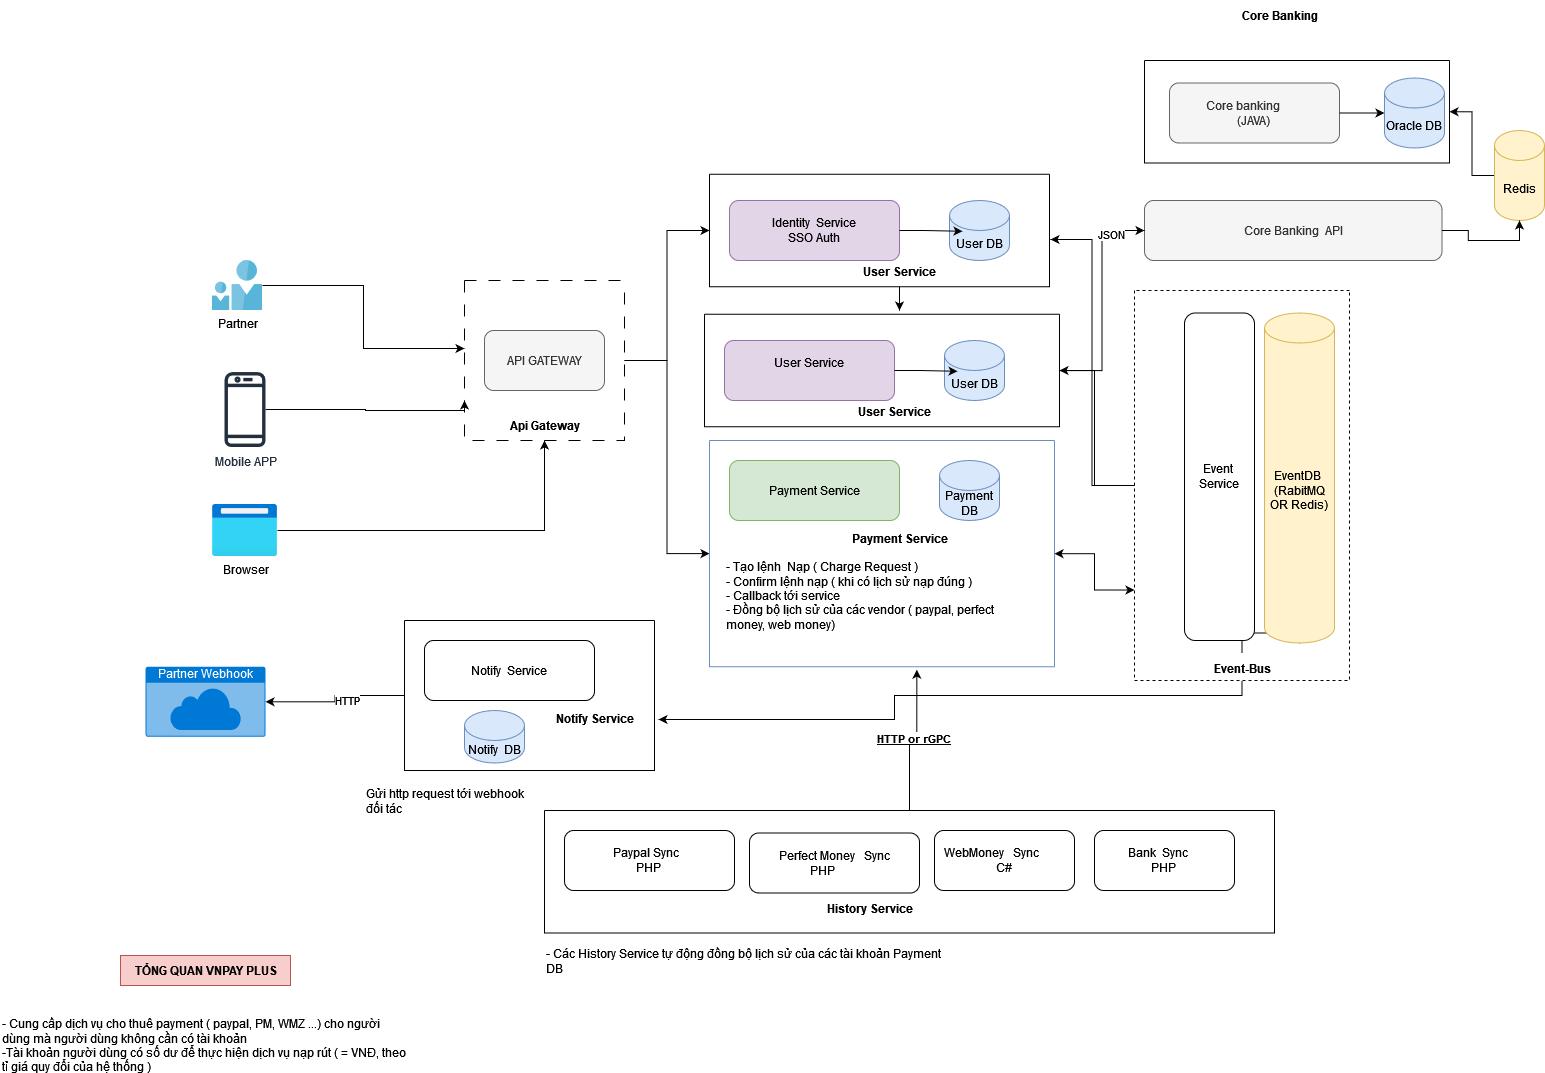 Core Banking
Core banking
(JAVA)
Oracle DB
Redis
Identity  Service
SSO Auth
User DB
User Service
JSON
Core Banking  API
Partner
API GATEWAY
Api Gateway
User Service
User DB
User Service
Mobile APP
Event
Service
EventDB
(RabitMQ
OR Redis)
Event-Bus
Payment Service
Payment
DB
Payment Service
- Tạo lệnh  Nạp ( Charge Request )
- Confirm lệnh nạp ( khi có lịch sử nạp đúng )
- Callback tới service
- Đồng bộ lịch sử của các vendor ( paypal, perfect
money, web money)
Browser
Partner Webhook
HTTP
Notify  Service
Notify Service
Notify  DB
Gửi http request tới webhook
đối tác
HTTP or rGPC
Paypal Sync
PHP
Perfect Money   Sync
PHP
WebMoney   Sync
C#
Bank  Sync
PHP
History Service
- Các History Service tự động đồng bộ lịch sử của các tài khoản Payment
DB
TỔNG QUAN VNPAY PLUS
- Cung cấp dịch vụ cho thuê payment ( paypal, PM, WMZ ...) cho người
dùng mà người dùng không cần có tài khoản
-Tài khoản người dùng có số dư để thực hiện dịch vụ nạp rút ( = VNĐ, theo
tỉ giá quy đổi của hệ thống )